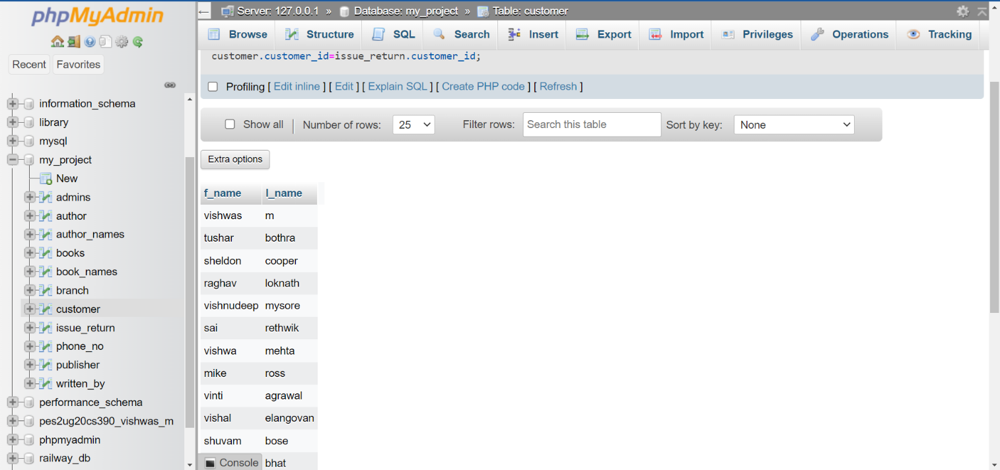 phpMyAdmin
Recent Favorites
information_schema
library
mysql
my_project
New
admins
author
author_names
books
book_names
branch
customer
issue_return
phone_no
publisher
written_by
performance_schema
pes2ug20cs390_vishwas_m
phpmyadmin
railway_db
Server: 127.0.0.1 » Database: my_project » Table: customer
Browse Structure SQL Search Insert Export Import Privileges Operations Tracking
customer.customer_id=issue_return.customer_id;
Profiling [ Edit inline ] [ Edit ] [ Explain SQL ] [ Create PHP code ] [ Refresh ]
Show all | Number of rows: 25 Filter rows: Search this table Sort by key: None
Extra options
f_name l_name
vishwas m
tushar bothra
sheldon cooper
raghav loknath
vishnudeep mysore
sai rethwik
vishwa mehta
mike ross
vinti agrawal
vishal elangovan
shuvam bose
Console bhat